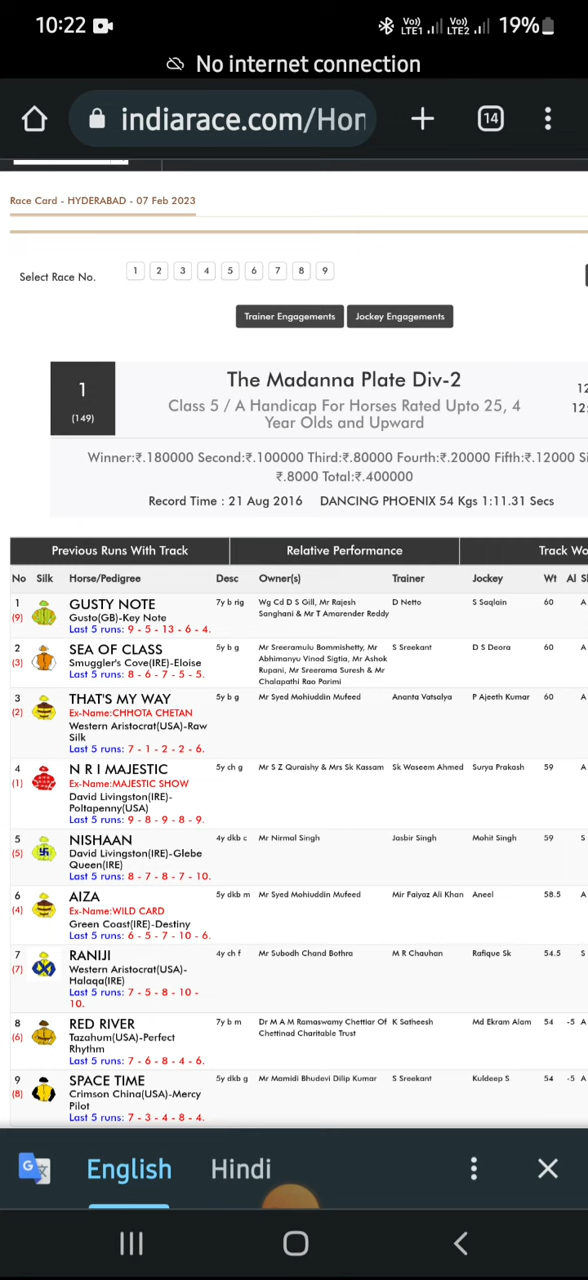 10:22 Vo) LTE1 Vo) LTE2 19%
No internet connection
indiarace.com/Hor 14
Race Card - HYDERABAD - 07 Feb 2023
Select Race No. 1 2 3 4 5 6 7 8 9
Trainer Engagements Jockey Engagements
1
(149)
The Madanna Plate Div-2
Class 5 / A Handicap For Horses Rated Upto 25, 4
Year Olds and Upward
12
12:
Winner:₹.180000 Second:₹.100000 Third:₹.80000 Fourth:₹.20000 Fifth:₹.12000 Si
₹.8000 Total:₹.400000
Record Time : 21 Aug 2016 DANCING PHOENIX 54 Kgs 1:11.31 Secs
Previous Runs With Track Relative Performance Track Wo
No Silk Horse/Pedigree Desc Owner(s) Trainer Jockey Wt Al S
1 GUSTY NOTE 7y b rig Wg Cd D S Gill, Mr Rajesh D Netto S Saqlain 60 A
(9) Gusto(GB)-Key Note Sanghani & Mr T Amarender Reddy
Last 5 runs: 9 - 5 - 13 - 6 - 4.
2 SEA OF CLASS 5y b g Mr Sreeramulu Bommishetty, Mr S Sreekant D S Deora 60 A
(3) Smuggler's Cove(IRE)-Eloise Abhimanyu Vinod Sigtia, Mr Ashok
Last 5 runs: 8 - 6 - 7 - 5 - 5. Rupani, Mr Sreerama Suresh & Mr
Chalapathi Rao Parimi
3 THAT'S MY WAY 5y b g Mr Syed Mohiuddin Mufeed Ananta Vatsalya P Ajeeth Kumar 60 A
(2) Ex-Name:CHHOTA CHETAN
Western Aristocrat(USA)-Raw
Silk
Last 5 runs: 7 - 1 - 2 - 2 - 6.
4 N R I MAJESTIC 5y ch g Mr S Z Quraishy & Mrs Sk Kassam Sk Waseem Ahmed Surya Prakash 59 A
(1) Ex-Name:MAJESTIC SHOW
David Livingston(IRE)-
Poltapenny(USA)
Last 5 runs: 9 - 8 - 9 - 8 - 9.
5 NISHAAN 4y dkb c Mr Nirmal Singh Jasbir Singh Mohit Singh 59 S
(5) David Livingston(IRE)-Glebe
Queen(IRE)
Last 5 runs: 8 - 7 - 8 - 7 - 10.
6 AIZA 5y dkb m Mr Syed Mohiuddin Mufeed Mir Faiyaz Ali Khan Aneel 58.5 A
(4) Ex-Name:WILD CARD
Green Coast(IRE)-Destiny
Last 5 runs: 6 - 5 - 7 - 10 - 6.
7 RANIJI 4y ch f Mr Subodh Chand Bothra M R Chauhan Rafique Sk 54.5 S
(7) Western Aristocrat(USA)-
Halaqa(IRE)
Last 5 runs: 7 - 5 - 8 - 10 -
10.
8 RED RIVER 7y b m Dr M A M Ramaswamy Chettiar Of K Satheesh Md Ekram Alam 54 -5 A
(6) Tazahum(USA)-Perfect Chettinad Charitable Trust
Rhythm
Last 5 runs: 7 - 6 - 8 - 4 - 6.
9 SPACE TIME 5y dkb g Mr Mamidi Bhudevi Dilip Kumar S Sreekant Kuldeep S 54 -5 A
(8) Crimson China(USA)-Mercy
Pilot
Last 5 runs: 7 - 3 - 4 - 8 - 4.
G English Hindi